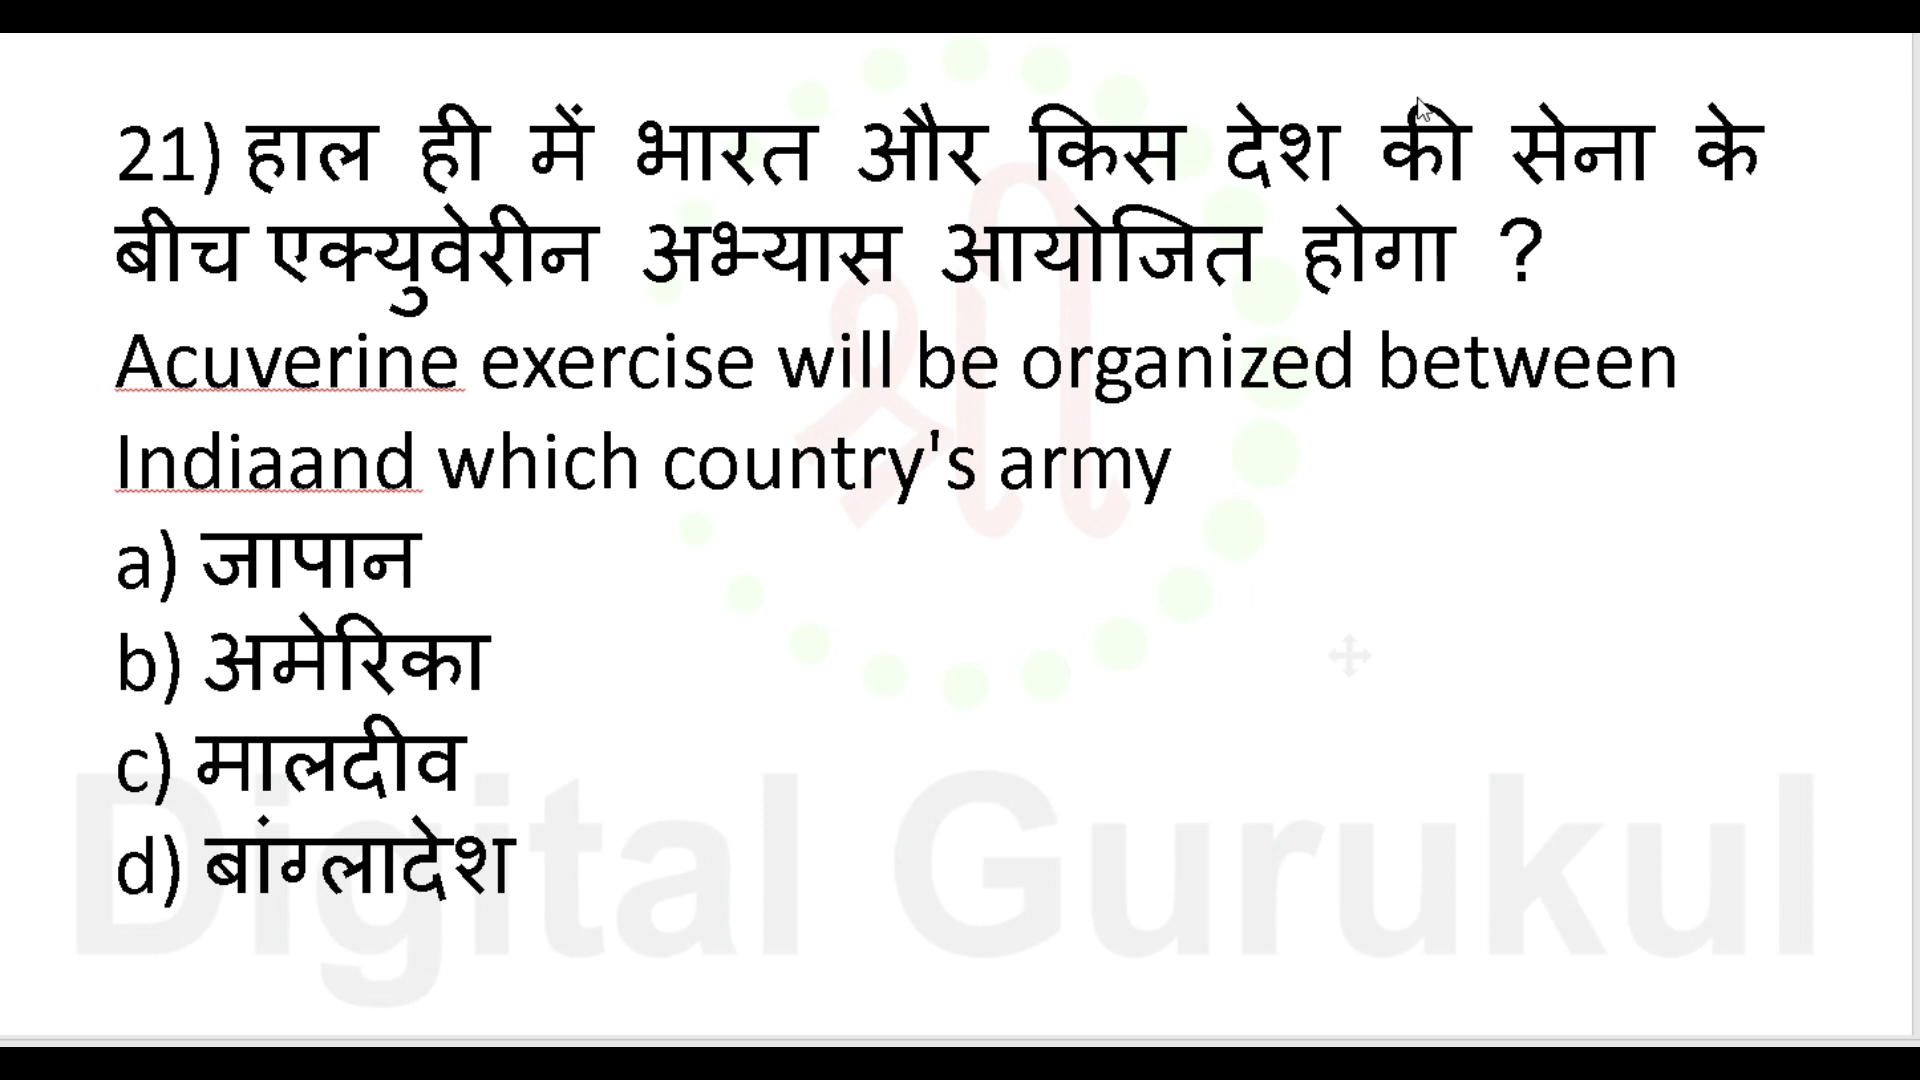 21) हाल ही में भारत और किस देश की सेना के
बीच एक्युवेरीन अभ्यास आयोजित होगा ?
Acuverine exercise will be organized between
Indiaand which country's army
a) जापान
b) अमेरिका
c) मालदीव
d) बांग्लादेश
श्री
Digital Gurukul